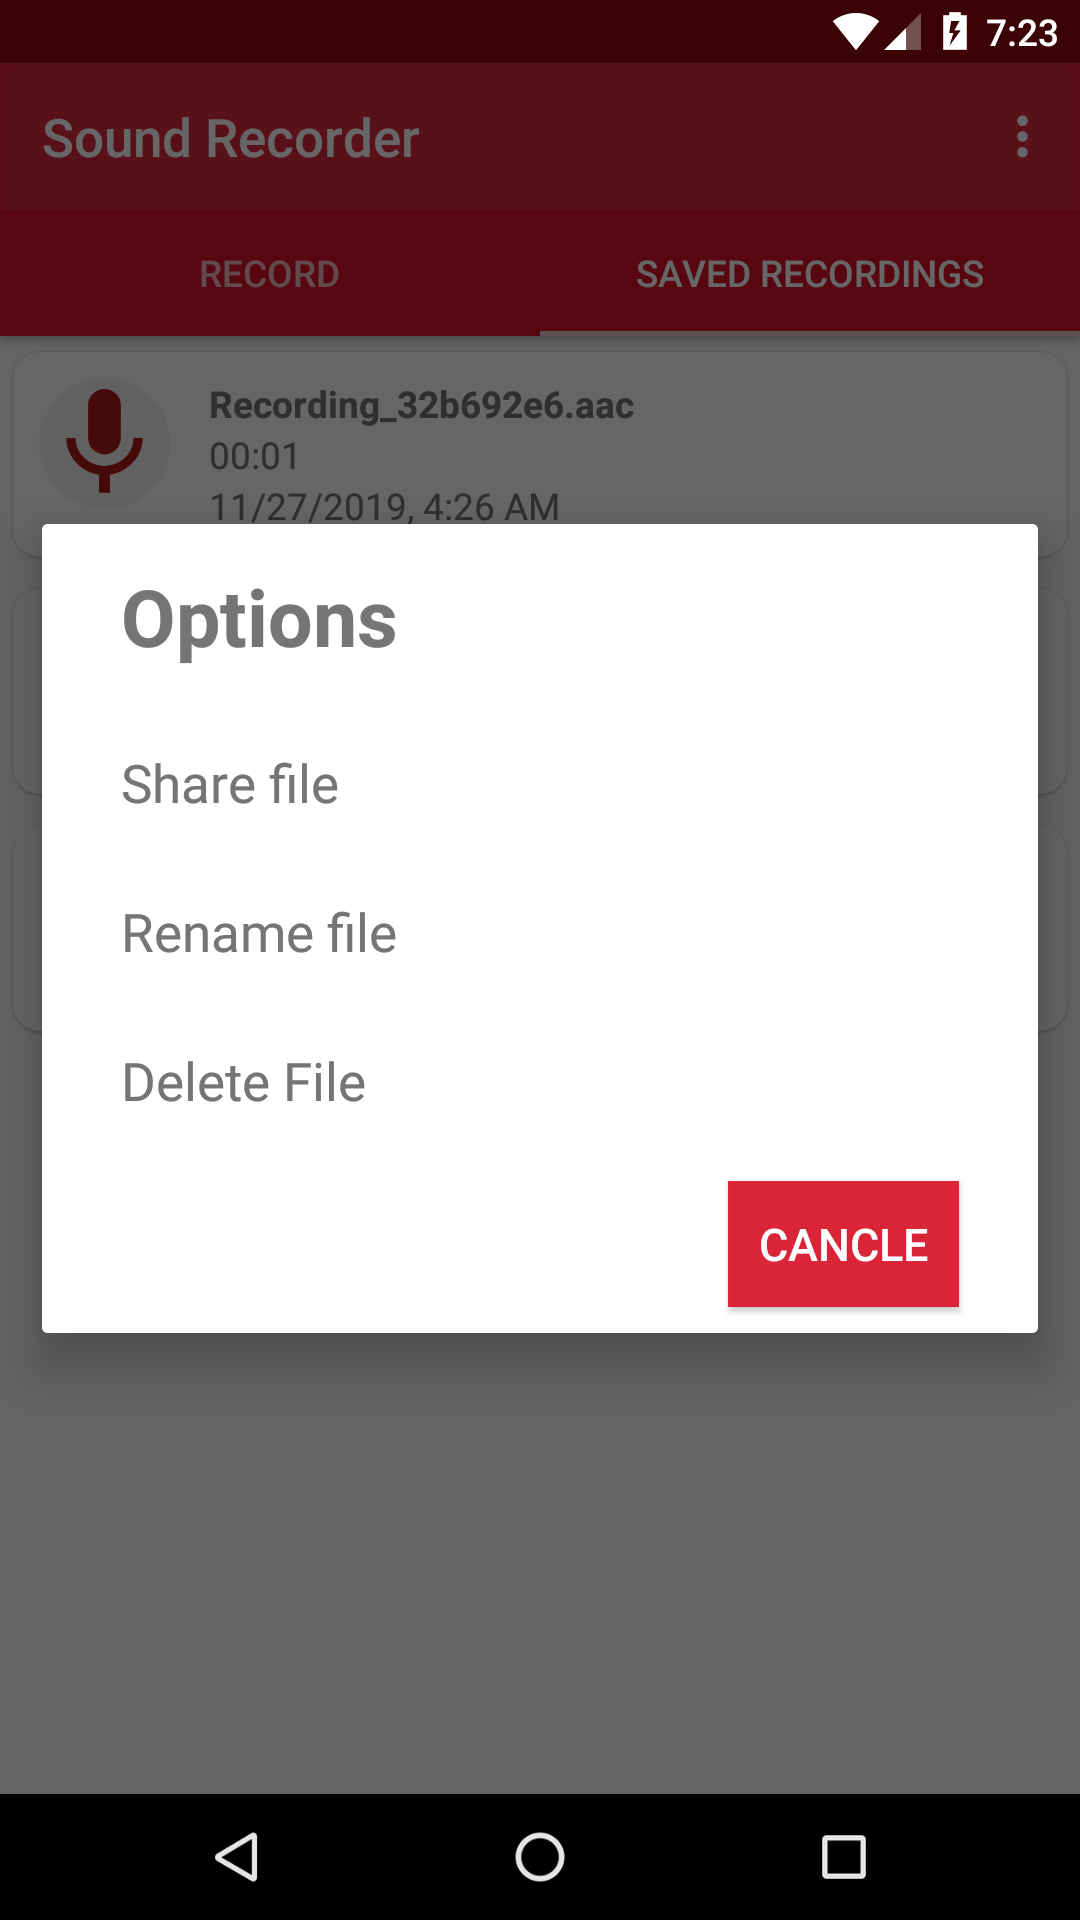 7:23
Sound Recorder
RECORD
SAVED RECORDINGS
Recording_32b692e6.aac
00:01
11/27/2019, 4:26 AM
Options
Share file
Rename file
Delete File
CANCLE